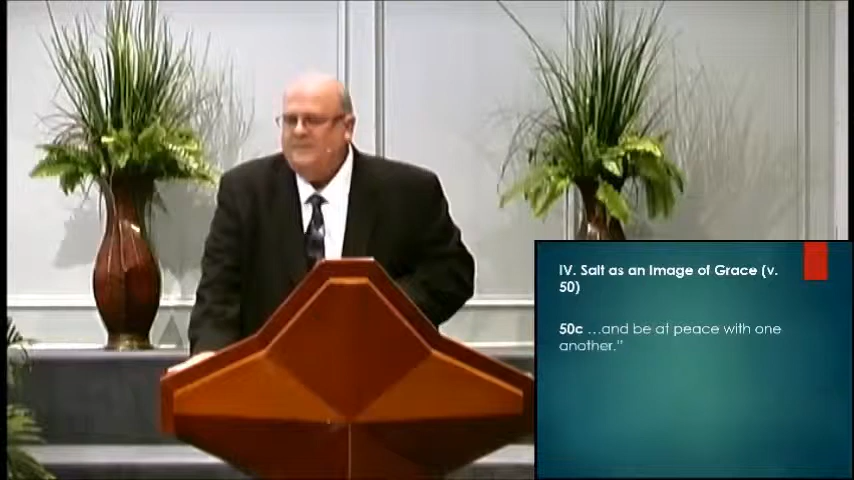 IV. Salt as an Image of Grace (v.
50)
50c …and be at peace with one
another.”